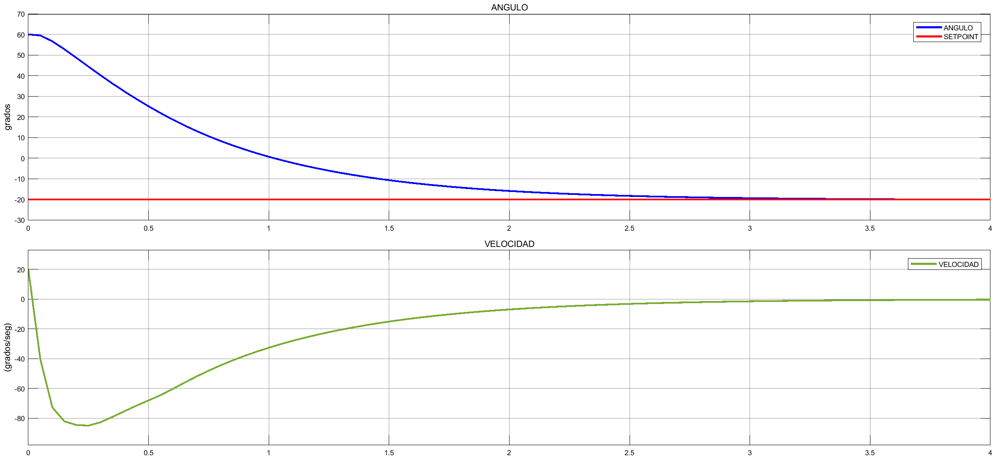 ANGULO
70
60
50
40
30
20
10
0
-10
-20
-30
grados
ANGULO
SETPOINT
0 0.5 1 1.5 2 2.5 3 3.5 4
VELOCIDAD
20
0
-20
-40
-60
-80
(grados/seg)
VELOCIDAD
0 0.5 1 1.5 2 2.5 3 3.5 4